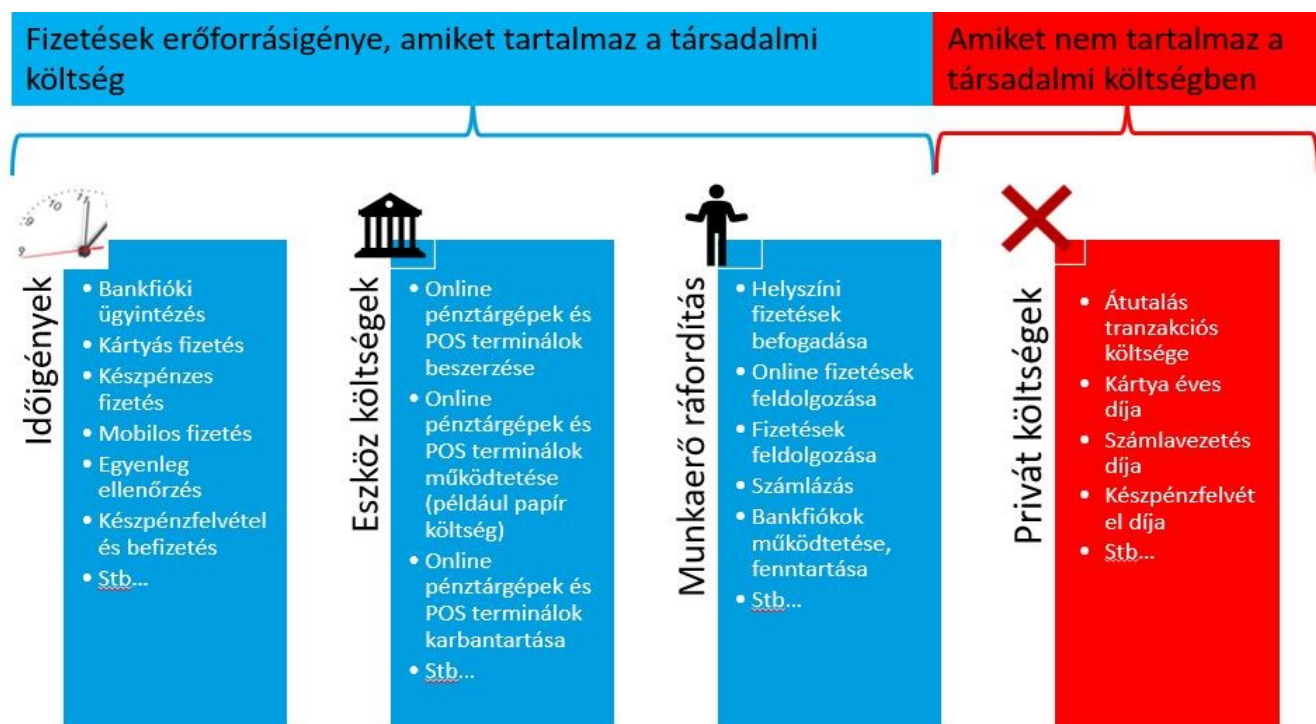 Fizetések erőforrásigénye, amiket tartalmaz a társadalmi
költség
Amiket nem tartalmaz a
társadalmi költségben
Időigények
• Bankfióki
ügyintézés
• Kártyás fizetés
• Készpénzes
fizetés
• Mobilos fizetés
• Egyenleg
ellenőrzés
• Készpénzfelvétel
és befizetés
• Stb...
Eszköz költségek
• Online
pénztárgépek és
POS terminálok
beszerzése
• Online
pénztárgépek és
POS terminálok
működtetése
(például papír
költség)
• Online
pénztárgépek és
POS terminálok
karbantartása
• Stb...
Munkaerő ráfordítás
• Helyszíni
fizetések
befogadása
• Online fizetések
feldolgozása
• Fizetések
feldolgozása
• Számlázás
• Bankfiókok
működtetése,
fenntartása
• Stb...
Privát költségek
• Átutalás
tranzakciós
költsége
• Kártya éves
díja
• Számlavezetés
díja
• Készpénzfelvét
el díja
• Stb...
9
9
10
11